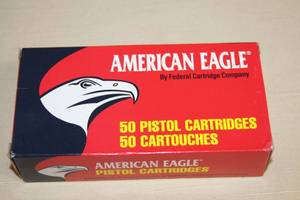 AMERICAN EAGLE®
By Federal Cartridge Company
50 PISTOL CARTRIDGES
50 CARTOUCHES
AMERICAN EAGLE®
PISTOL CARTRIDGES